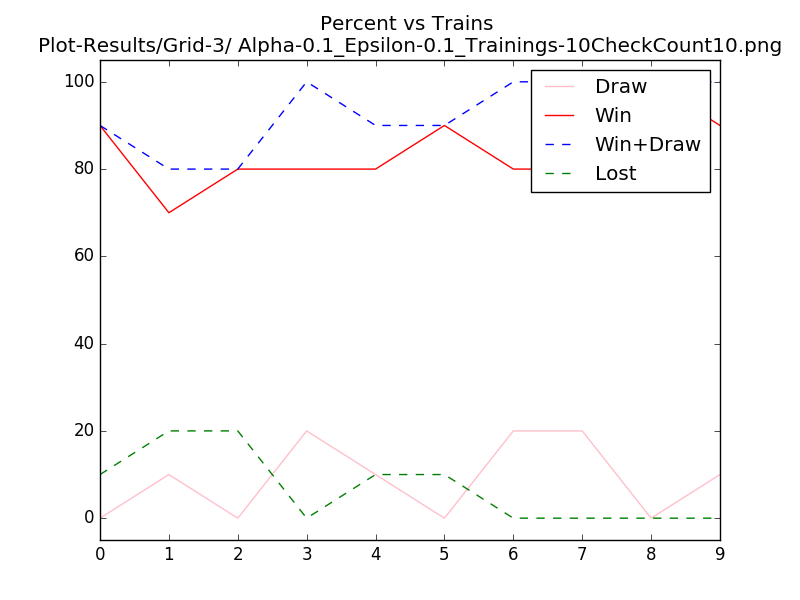 Percent vs Trains
Plot-Results/Grid-3/ Alpha-0.1_Epsilon-0.1_Trainings-10CheckCount10.png
100
80
60
40
20
0
Draw
Win
Win+Draw
Lost
0 1 2 3 4 5 6 7 8 9